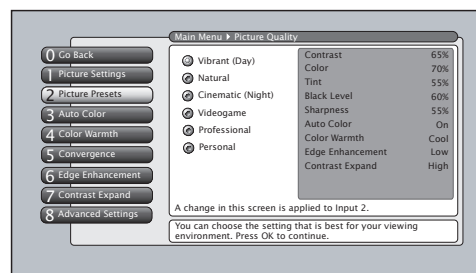 Main Menu Picture Quality
0 Go Back
1 Picture Settings
2 Picture Presets
3 Auto Color
4 Color Warmth
5 Convergence
6 Edge Enhancement
7 Contrast Expand
8 Advanced Settings
Vibrant (Day)
Natural
Cinematic (Night)
Videogame
Professional
Personal
Contrast 65%
Color 70%
Tint 55%
Black Level 60%
Sharpness 55%
Auto Color On
Color Warmth Cool
Edge Enhancement Low
Contrast Expand High
A change in this screen is applied to Input 2.
You can choose the setting that is best for your viewing
environment. Press OK to continue.